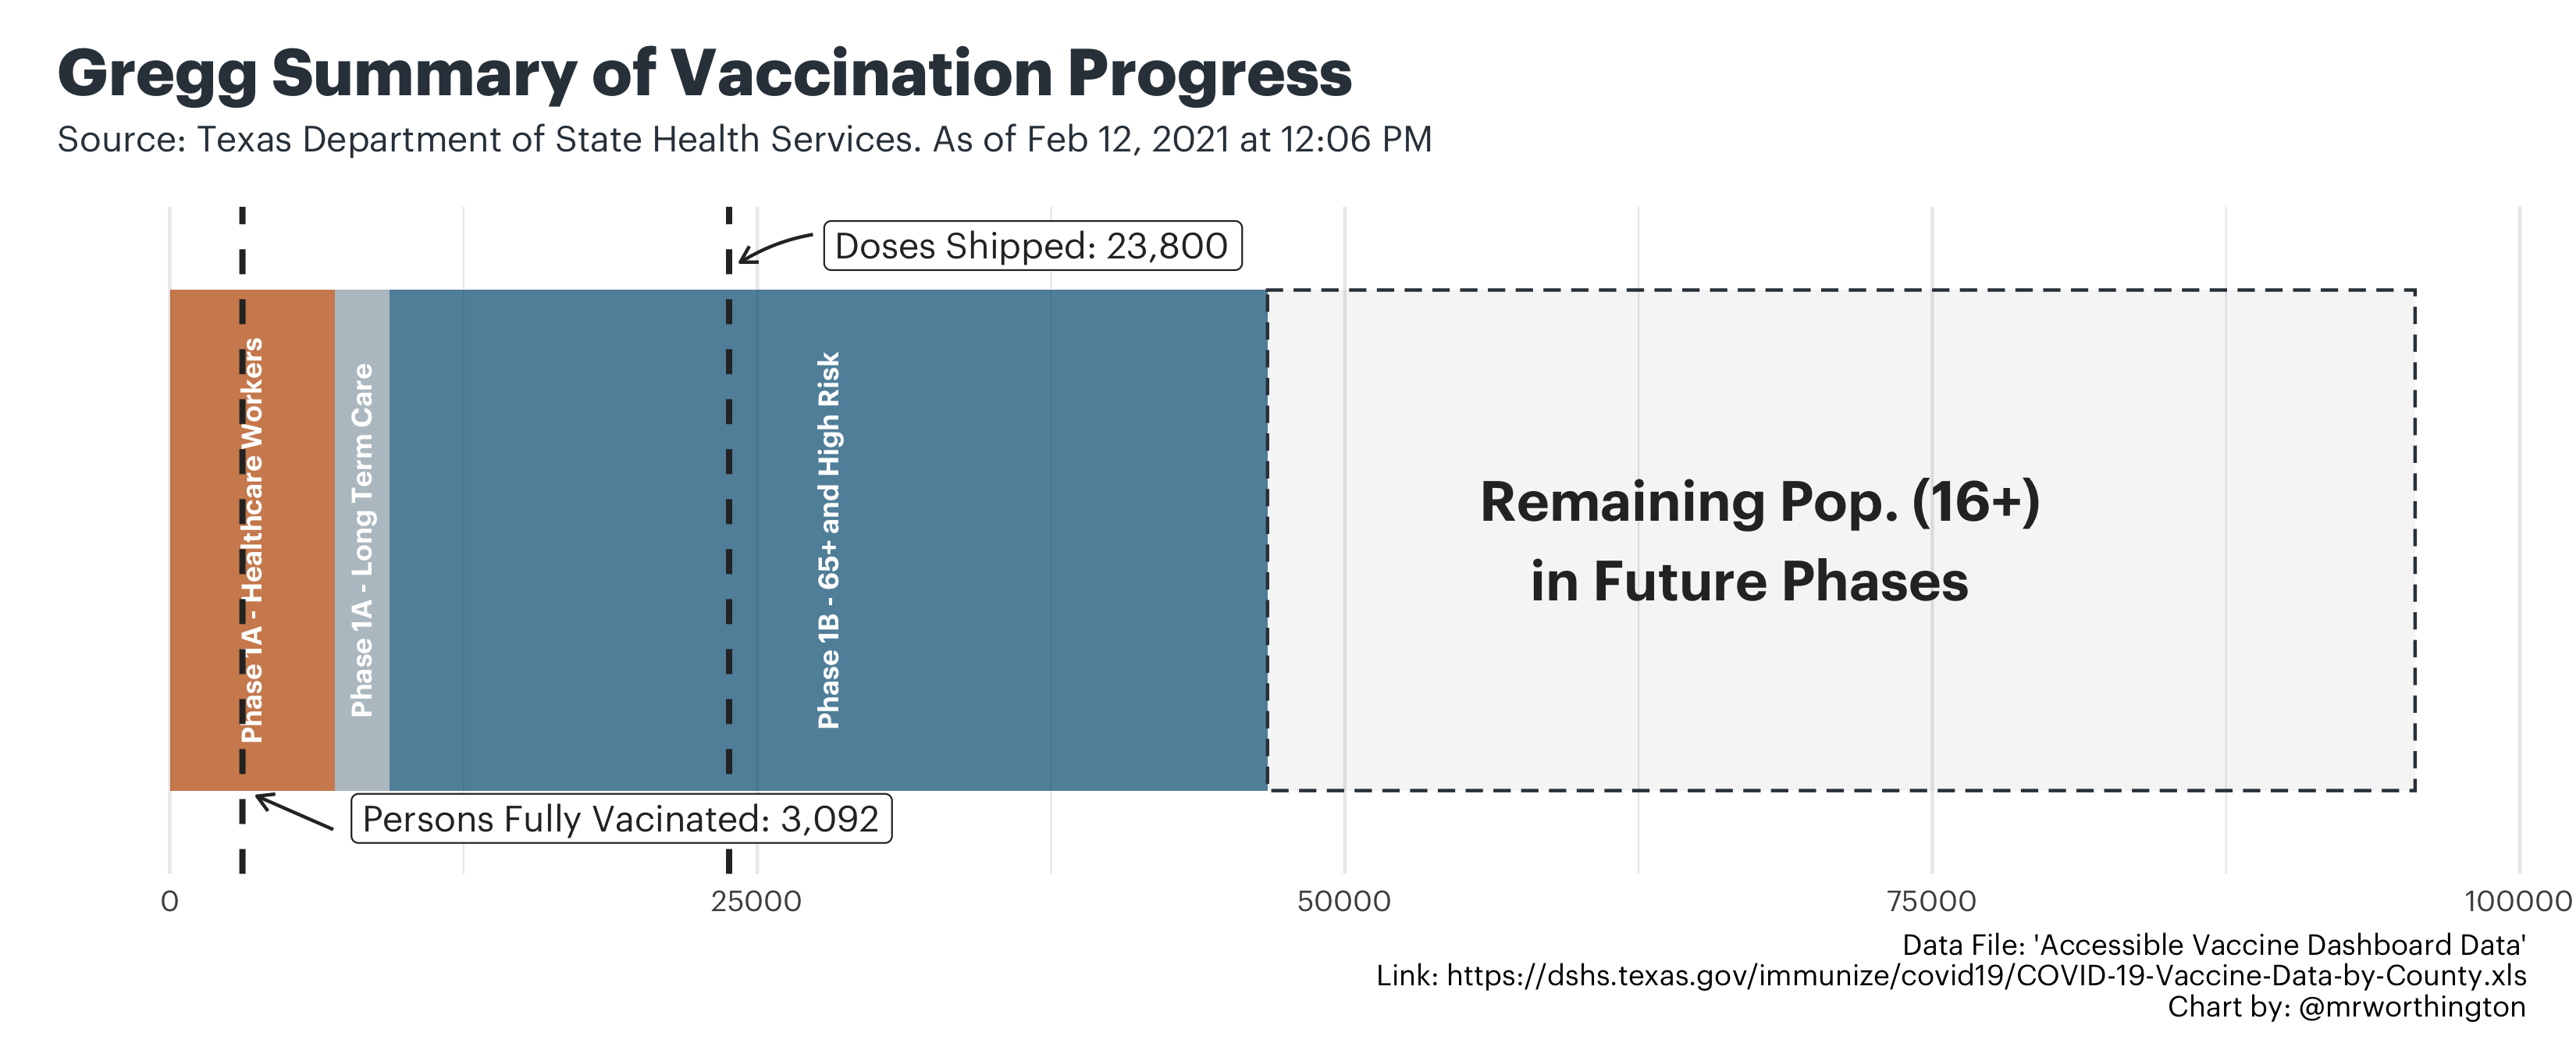 Gregg Summary of Vaccination Progress
Source: Texas Department of State Health Services. As of Feb 12, 2021 at 12:06 PM
Doses Shipped: 23,800
Phase 1A - Healthcare Workers
Phase 1A - Long Term Care
Phase 1B - 65+ and High Risk
Remaining Pop. (16+)
in Future Phases
Persons Fully Vacinated: 3,092
0
25000
50000
75000
100000
Data File: 'Accessible Vaccine Dashboard Data'
Link: https://dshs.texas.gov/immunize/covid19/COVID-19-Vaccine-Data-by-County.xls
Chart by: @mrworthington